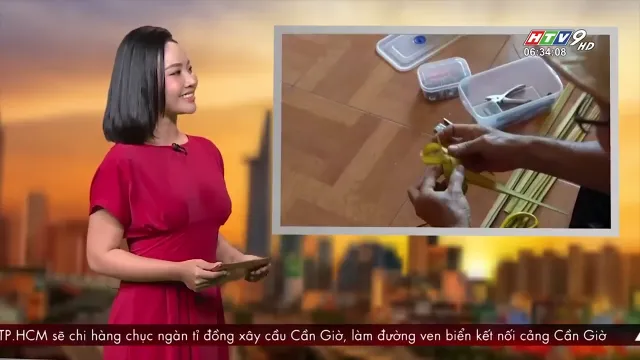 HTV9 HD
06:34:08
TP.HCM sẽ chi hàng chục ngàn tỉ đồng xây cầu Cần Giờ, làm đường ven biển kết nối cảng Cần Giờ